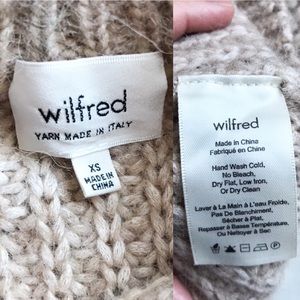 wilfred
YARN MADE IN ITALY
XS
MADE IN
CHINA
wilfred
Made in China
Fabriqué en Chine
Hand Wash Cold,
No Bleach,
Dry Flat, Low Iron,
Or Dry Clean
Laver à La Main à L'eau Froide,
Pas De Blanchiment,
Sécher à Plat,
Repasser à Basse Température,
Ou Nettoyer à Sec